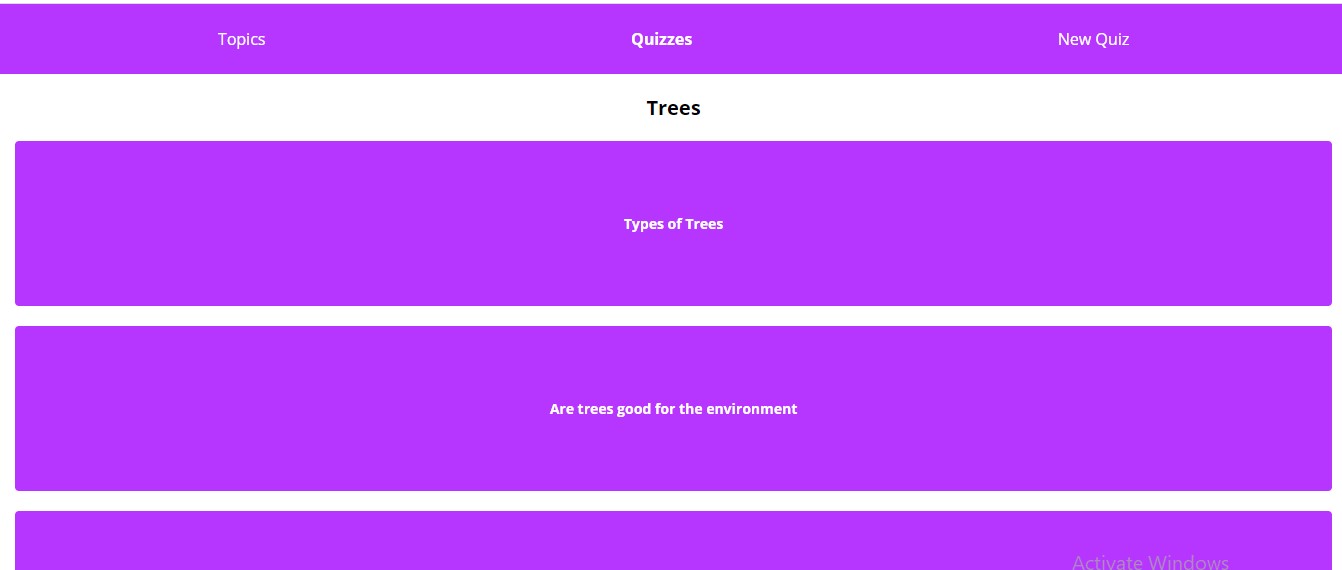 Topics
Quizzes
New Quiz
Trees
Types of Trees
Are trees good for the environment
Activate Windows